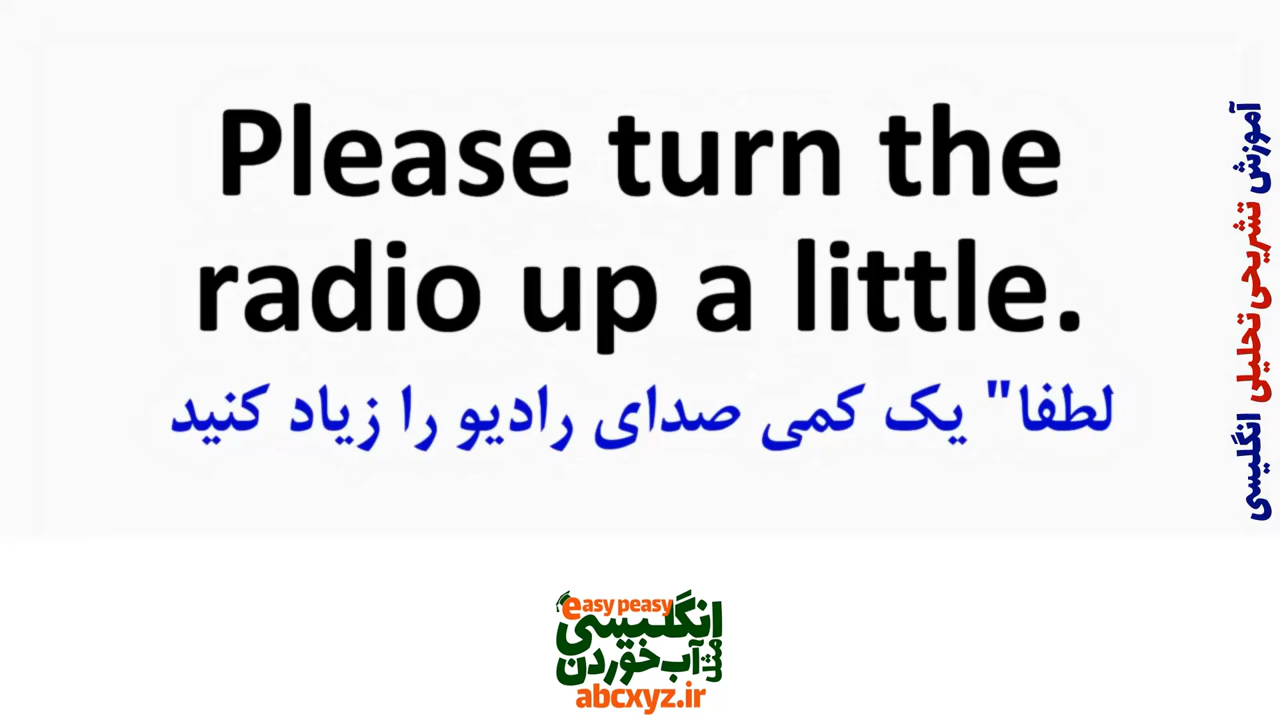 Please turn the
radio up a little.
لطفا" یک کمی صدای رادیو را زیاد کنید
آموزش تشریحی تحلیلی انگلیسی
easy peasy
انگلیسی
مثل آب خوردن
abcxyz.ir